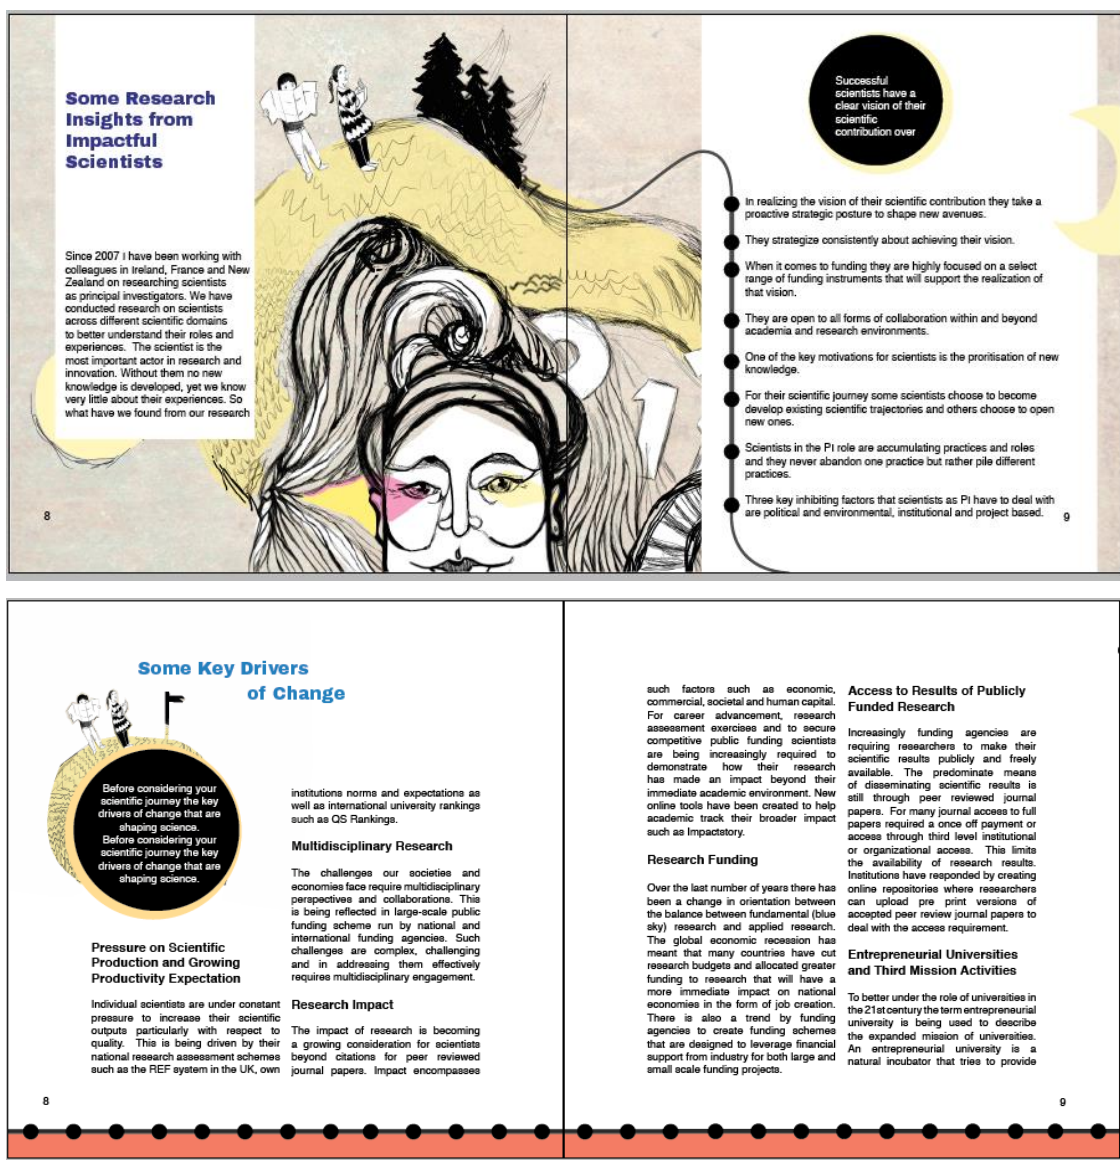 Some Research
Insights from
Impactful
Scientists
Since 2007 I have been working with
colleagues in Ireland, France and New
Zealand on researching scientists
as principal investigators. We have
conducted research on scientists
across different scientific domains
to better understand their roles and
experiences. The scientist is the
most important actor in research and
innovation. Without them no new
knowledge is developed, yet we know
very little about their experiences. So
what have we found from our research
8
Successful
scientists have a
clear vision of their
scientific
contribution over
In realizing the vision of their scientific contribution they take a
proactive strategic posture to shape new avenues.
They strategize consistently about achieving their vision.
When it comes to funding they are highly focused on a select
range of funding instruments that will support the realization of
that vision.
They are open to all forms of collaboration within and beyond
academia and research environments.
One of the key motivations for scientists is the proritisation of new
knowledge.
For their scientific journey some scientists choose to become
develop existing scientific trajectories and others choose to open
new ones.
Scientists in the PI role are accumulating practices and roles
and they never abandon one practice but rather pile different
practices.
Three key inhibiting factors that scientists as PI have to deal with
are political and environmental, institutional and project based.
9
Some Key Drivers
of Change
Before considering your
scientific journey the key
drivers of change that are
shaping science.
Before considering your
scientific journey the key
drivers of change that are
shaping science.
Pressure on Scientific
Production and Growing
Productivity Expectation
Individual scientists are under constant
pressure to increase their scientific
outputs particularly with respect to
quality. This is being driven by their
national research assessment schemes
such as the REF system in the UK, own
institutions norms and expectations as
well as international university rankings
such as QS Rankings.
Multidisciplinary Research
The challenges our societies and
economies face require multidisciplinary
perspectives and collaborations. This
is being reflected in large-scale public
funding scheme run by national and
international funding agencies. Such
challenges are complex, challenging
and in addressing them effectively
requires multidisciplinary engagement.
Research Impact
The impact of research is becoming
a growing consideration for scientists
beyond citations for peer reviewed
journal papers. Impact encompasses
8
such factors such as economic,
commercial, societal and human capital.
For career advancement, research
assessment exercises and to secure
competitive public funding scientists
are being increasingly required to
demonstrate how their research
has made an impact beyond their
immediate academic environment. New
online tools have been created to help
academic track their broader impact
such as Impactstory.
Research Funding
Over the last number of years there has
been a change in orientation between
the balance between fundamental (blue
sky) research and applied research.
The global economic recession has
meant that many countries have cut
research budgets and allocated greater
funding to research that will have a
more immediate impact on national
economies in the form of job creation.
There is also a trend by funding
agencies to create funding schemes
that are designed to leverage financial
support from industry for both large and
small scale funding projects.
Access to Results of Publicly
Funded Research
Increasingly funding agencies are
requiring researchers to make their
scientific results publicly and freely
available. The predominate means
of disseminating scientific results is
still through peer reviewed journal
papers. For many journal access to full
papers required a once off payment or
access through third level institutional
or organizational access. This limits
the availability of research results.
Institutions have responded by creating
online repositories where researchers
can upload pre print versions of
accepted peer review journal papers to
deal with the access requirement.
Entrepreneurial Universities
and Third Mission Activities
To better under the role of universities in
the 21st century the term entrepreneurial
university is being used to describe
the expanded mission of universities.
An entrepreneurial university is a
natural incubator that tries to provide
9